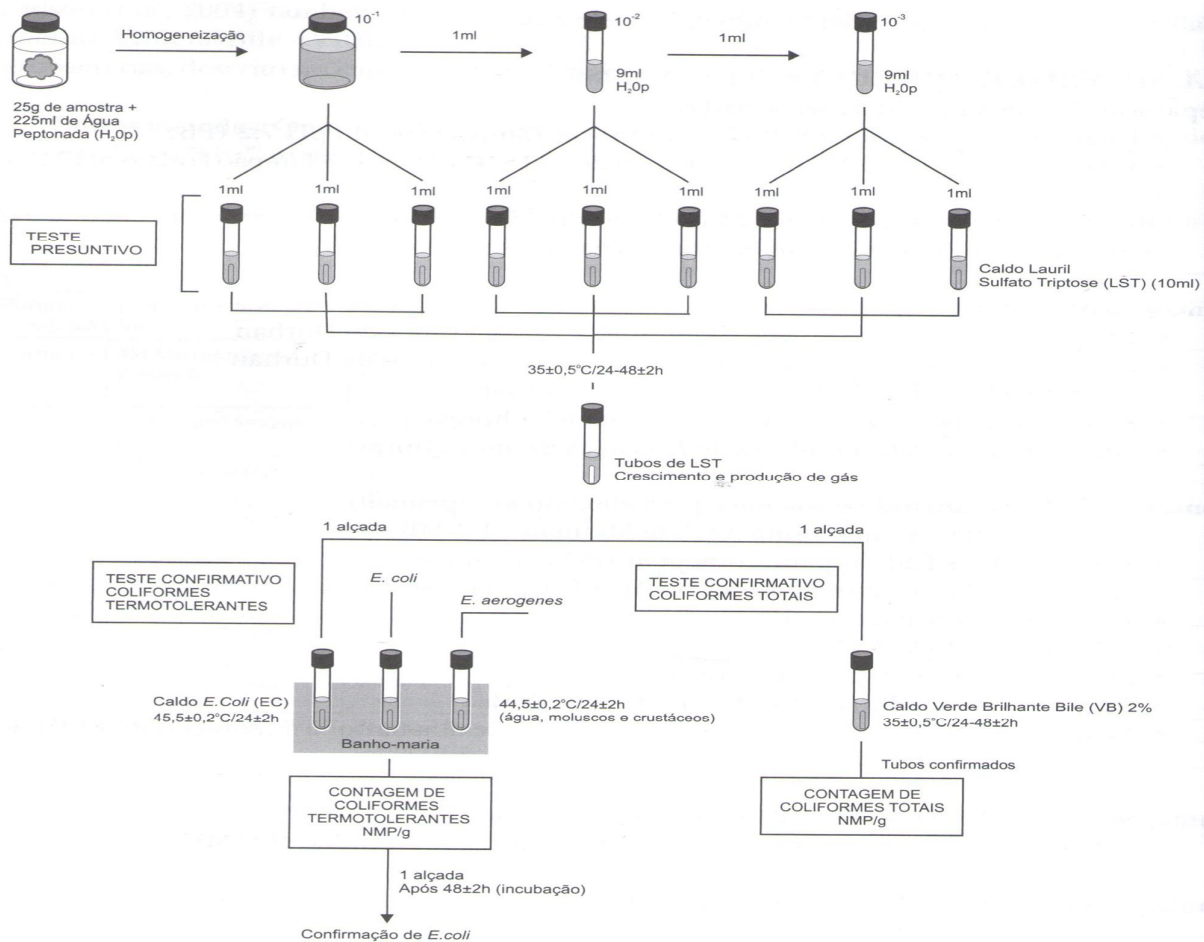 10-1
10-2
10-3
Homogeneização
1ml
1ml
9ml
H20p
9ml
H20p
25g de amostra +
225ml de Água
Peptonada (H20p)
1ml
1ml
1ml
1ml
1ml
1ml
1ml
1ml
1ml
TESTE
PRESUNTIVO
Caldo Lauril
Sulfato Triptose (LST) (10ml)
35±0,5°C/24-48±2h
Tubos de LST
Crescimento e produção de gás
1 alçada
1 alçada
TESTE CONFIRMATIVO
COLIFORMES
TERMOTOLERANTES
E. coli
E. aerogenes
TESTE CONFIRMATIVO
COLIFORMES TOTAIS
Caldo E.Coli (EC)
45,5±0,2°C/24±2h
44,5±0,2°C/24±2h
(água, moluscos e crustáceos)
Banho-maria
Caldo Verde Brilhante Bile (VB) 2%
35±0,5°C/24-48±2h
Tubos confirmados
CONTAGEM DE
COLIFORMES
TERMOTOLERANTES
NMP/g
CONTAGEM DE
COLIFORMES TOTAIS
NMP/g
1 alçada
Após 48±2h (incubação)
Confirmação de E.coli